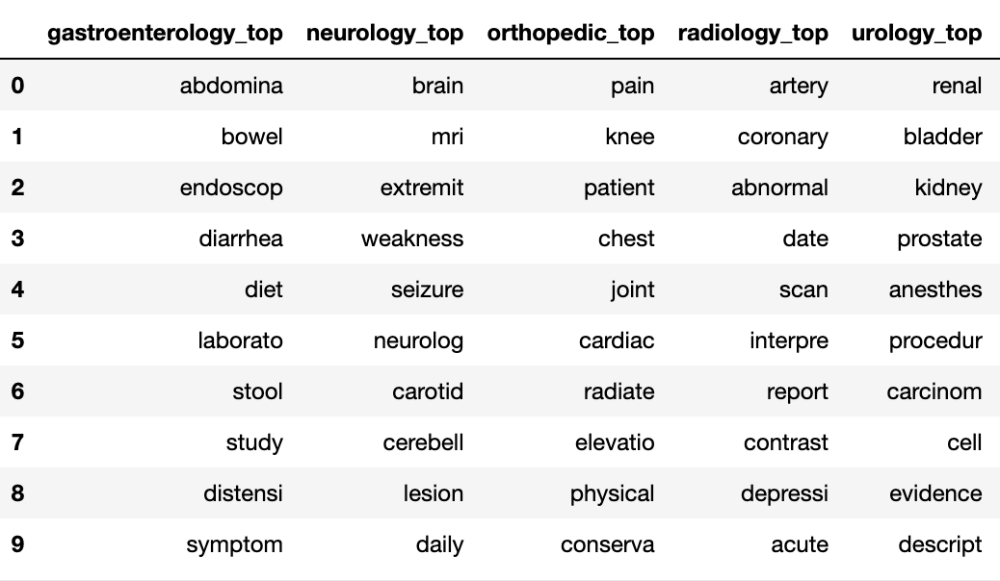 gastroenterology_top neurology_top orthopedic_top radiology_top urology_top
0 abdomina brain pain artery renal
1 bowel mri knee coronary bladder
2 endoscop extremit patient abnormal kidney
3 diarrhea weakness chest date prostate
4 diet seizure joint scan anesthes
5 laborato neurolog cardiac interpre procedur
6 stool carotid radiate report carcinom
7 study cerebell elevatio contrast cell
8 distensi lesion physical depressi evidence
9 symptom daily conserva acute descript